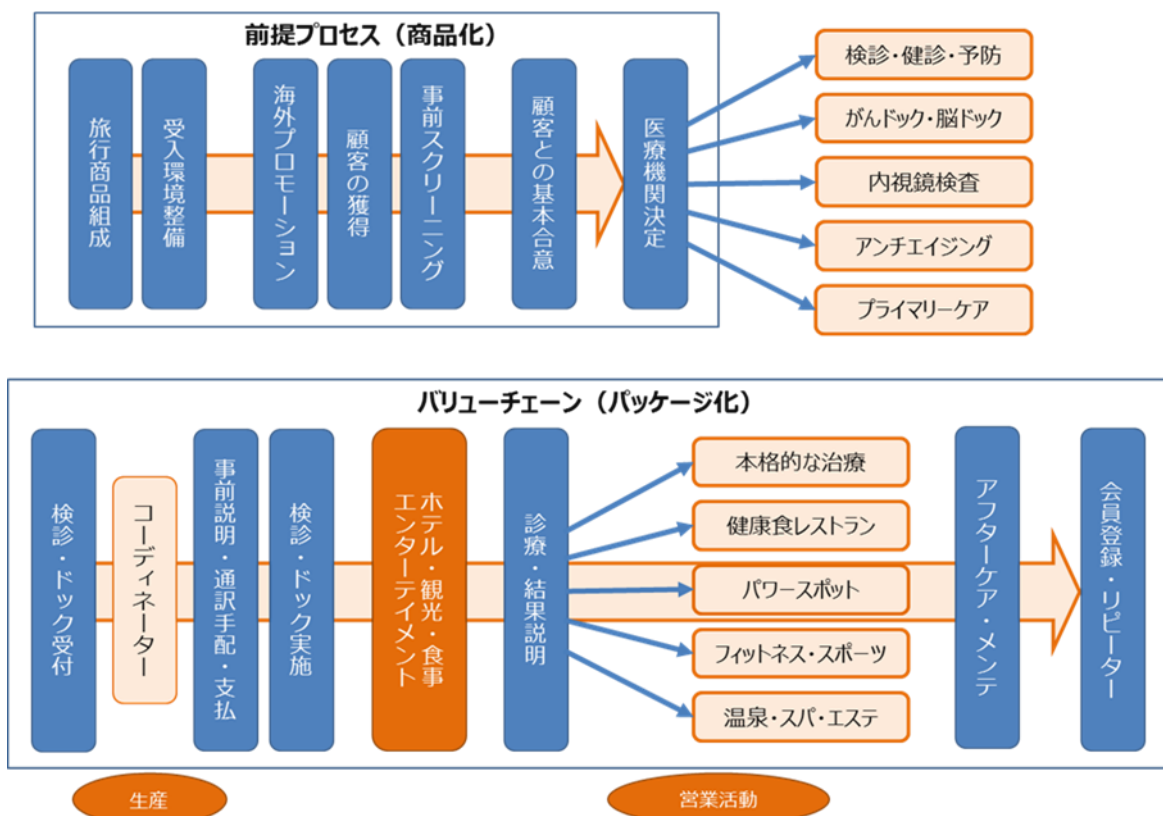 前提プロセス（商品化）
旅行商品組成
受入環境整備
海外プロモーション
顧客の獲得
事前スクリーニング
顧客との基本合意
医療機関決定
検診・健診・予防
がんドック・脳ドック
内視鏡検査
アンチエイジング
プライマリーケア
バリューチェーン（パッケージ化）
検診・ドック受付
コーディネーター
事前説明・通訳手配・支払
検診・ドック実施
ホテル・観光・食事
エンターテイメント
診療・結果説明
本格的な治療
健康食レストラン
パワースポット
フィットネス・スポーツ
温泉・スパ・エステ
アフターケア・メンテ
会員登録・リピーター
生産
営業活動